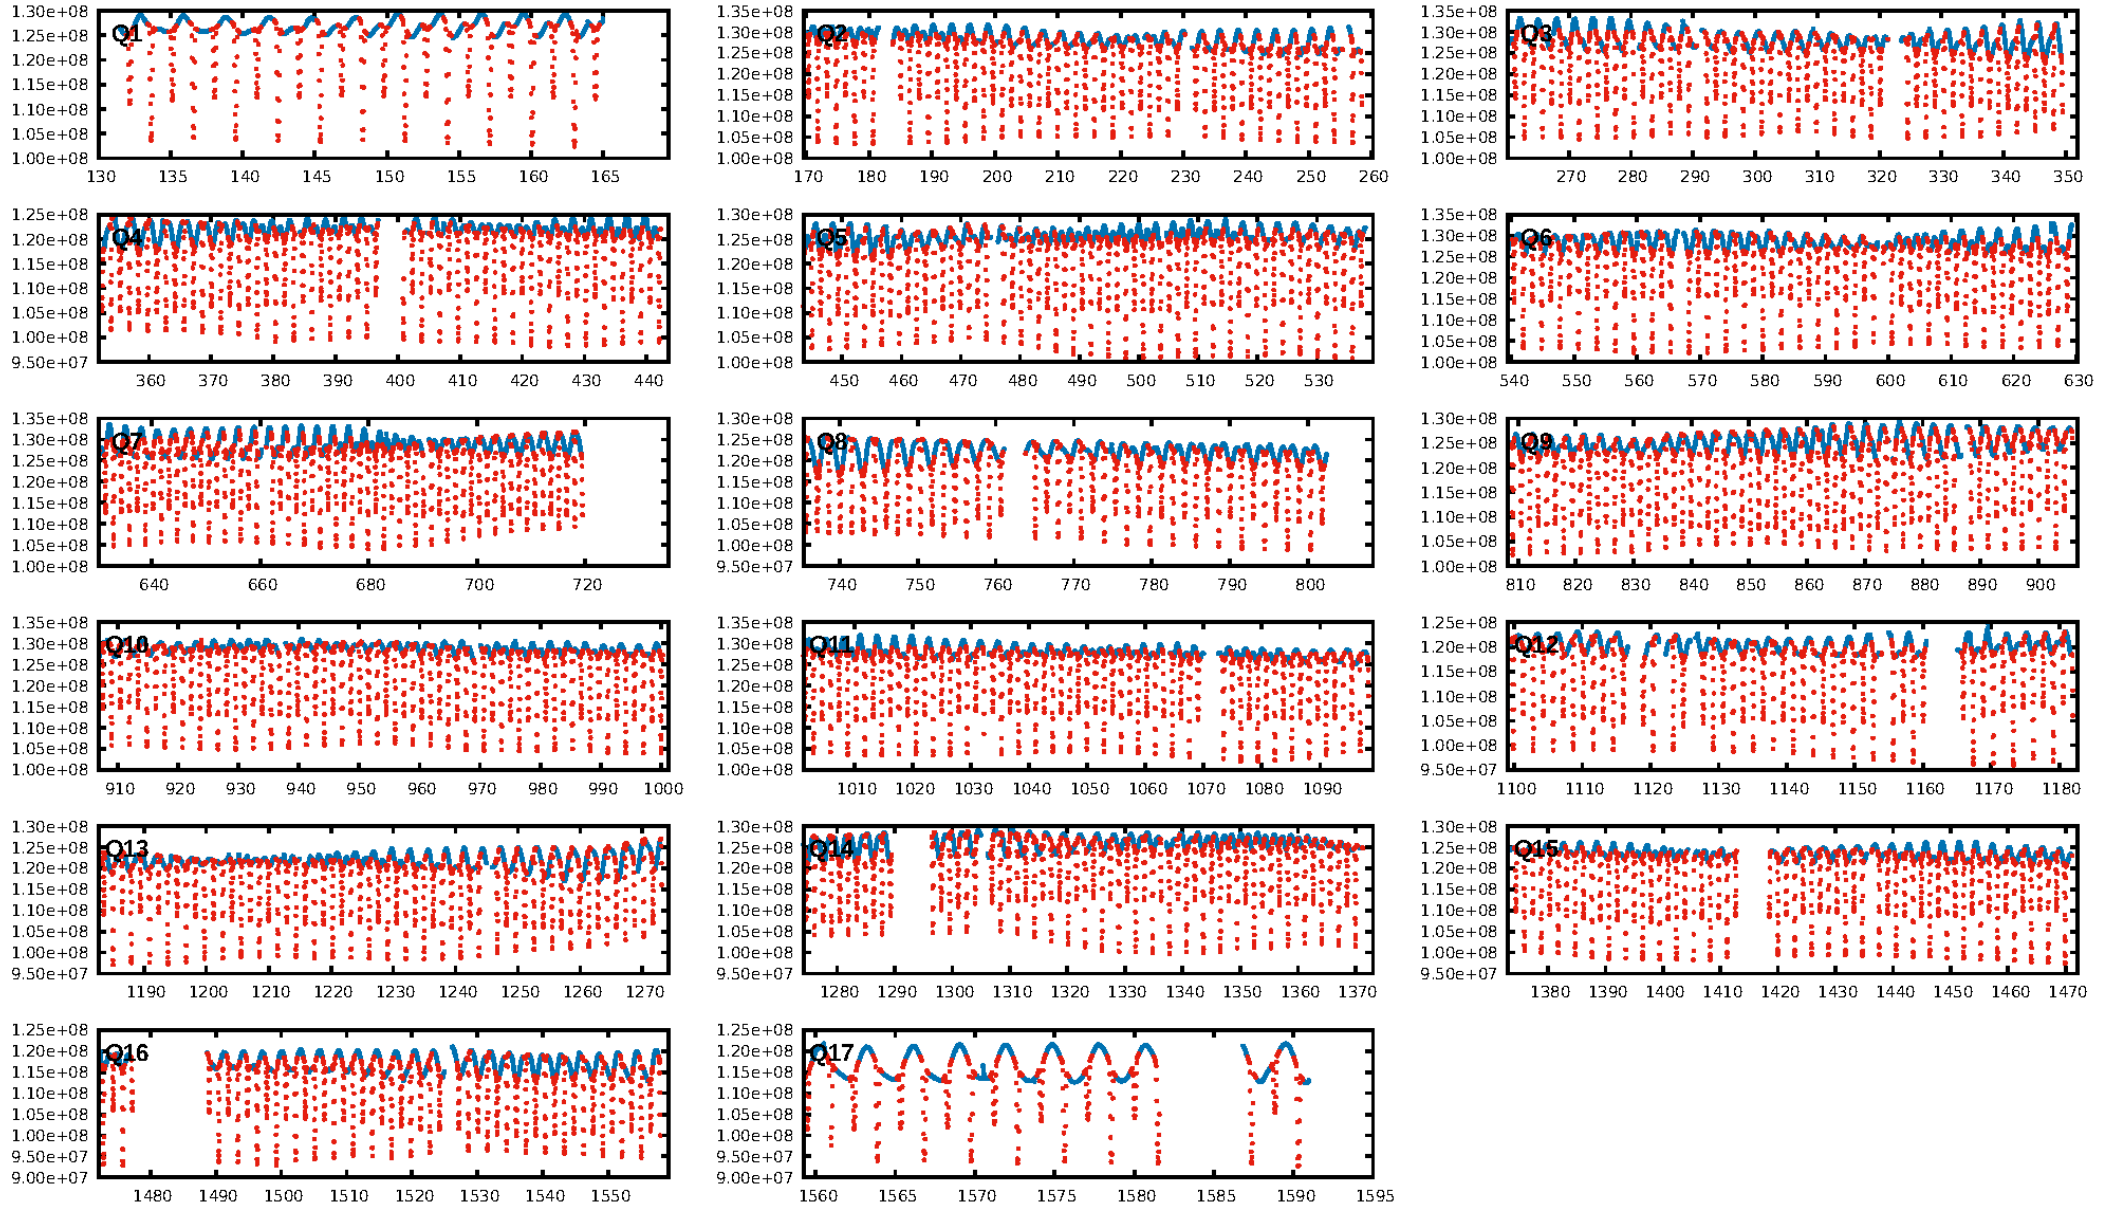 1.30e+08 1.25e+08 1.20e+08 1.15e+08 1.10e+08 1.05e+08 1.00e+08
Q1
130 135 140 145 150 155 160 165
1.35e+08 1.30e+08 1.25e+08 1.20e+08 1.15e+08 1.10e+08 1.05e+08 1.00e+08
Q2
170 180 190 200 210 220 230 240 250 260
1.35e+08 1.30e+08 1.25e+08 1.20e+08 1.15e+08 1.10e+08 1.05e+08 1.00e+08
Q3
270 280 290 300 310 320 330 340 350
1.25e+08 1.20e+08 1.15e+08 1.10e+08 1.05e+08 1.00e+08 9.50e+07
Q4
360 370 380 390 400 410 420 430 440
1.30e+08 1.25e+08 1.20e+08 1.15e+08 1.10e+08 1.05e+08 1.00e+08
Q5
450 460 470 480 490 500 510 520 530
1.35e+08 1.30e+08 1.25e+08 1.20e+08 1.15e+08 1.10e+08 1.05e+08 1.00e+08
Q6
540 550 560 570 580 590 600 610 620 630
1.35e+08 1.30e+08 1.25e+08 1.20e+08 1.15e+08 1.10e+08 1.05e+08 1.00e+08
Q7
640 660 680 700 720
1.30e+08 1.25e+08 1.20e+08 1.15e+08 1.10e+08 1.05e+08 1.00e+08 9.50e+07
Q8
740 750 760 770 780 790 800
1.30e+08 1.25e+08 1.20e+08 1.15e+08 1.10e+08 1.05e+08 1.00e+08
Q9
810 820 830 840 850 860 870 880 890 900
1.35e+08 1.30e+08 1.25e+08 1.20e+08 1.15e+08 1.10e+08 1.05e+08 1.00e+08
Q10
910 920 930 940 950 960 970 980 990 1000
1.35e+08 1.30e+08 1.25e+08 1.20e+08 1.15e+08 1.10e+08 1.05e+08 1.00e+08
Q11
1010 1020 1030 1040 1050 1060 1070 1080 1090
1.25e+08 1.20e+08 1.15e+08 1.10e+08 1.05e+08 1.00e+08 9.50e+07
Q12
1100 1110 1120 1130 1140 1150 1160 1170 1180
1.30e+08 1.25e+08 1.20e+08 1.15e+08 1.10e+08 1.05e+08 1.00e+08 9.50e+07
Q13
1190 1200 1210 1220 1230 1240 1250 1260 1270
1.30e+08 1.25e+08 1.20e+08 1.15e+08 1.10e+08 1.05e+08 1.00e+08 9.50e+07
Q14
1280 1290 1300 1310 1320 1330 1340 1350 1360 1370
1.30e+08 1.25e+08 1.20e+08 1.15e+08 1.10e+08 1.05e+08 1.00e+08 9.50e+07
Q15
1380 1390 1400 1410 1420 1430 1440 1450 1460 1470
1.25e+08 1.20e+08 1.15e+08 1.10e+08 1.05e+08 1.00e+08 9.50e+07 9.00e+07
Q16
1480 1490 1500 1510 1520 1530 1540 1550
1.25e+08 1.20e+08 1.15e+08 1.10e+08 1.05e+08 1.00e+08 9.50e+07 9.00e+07
Q17
1560 1565 1570 1575 1580 1585 1590 1595